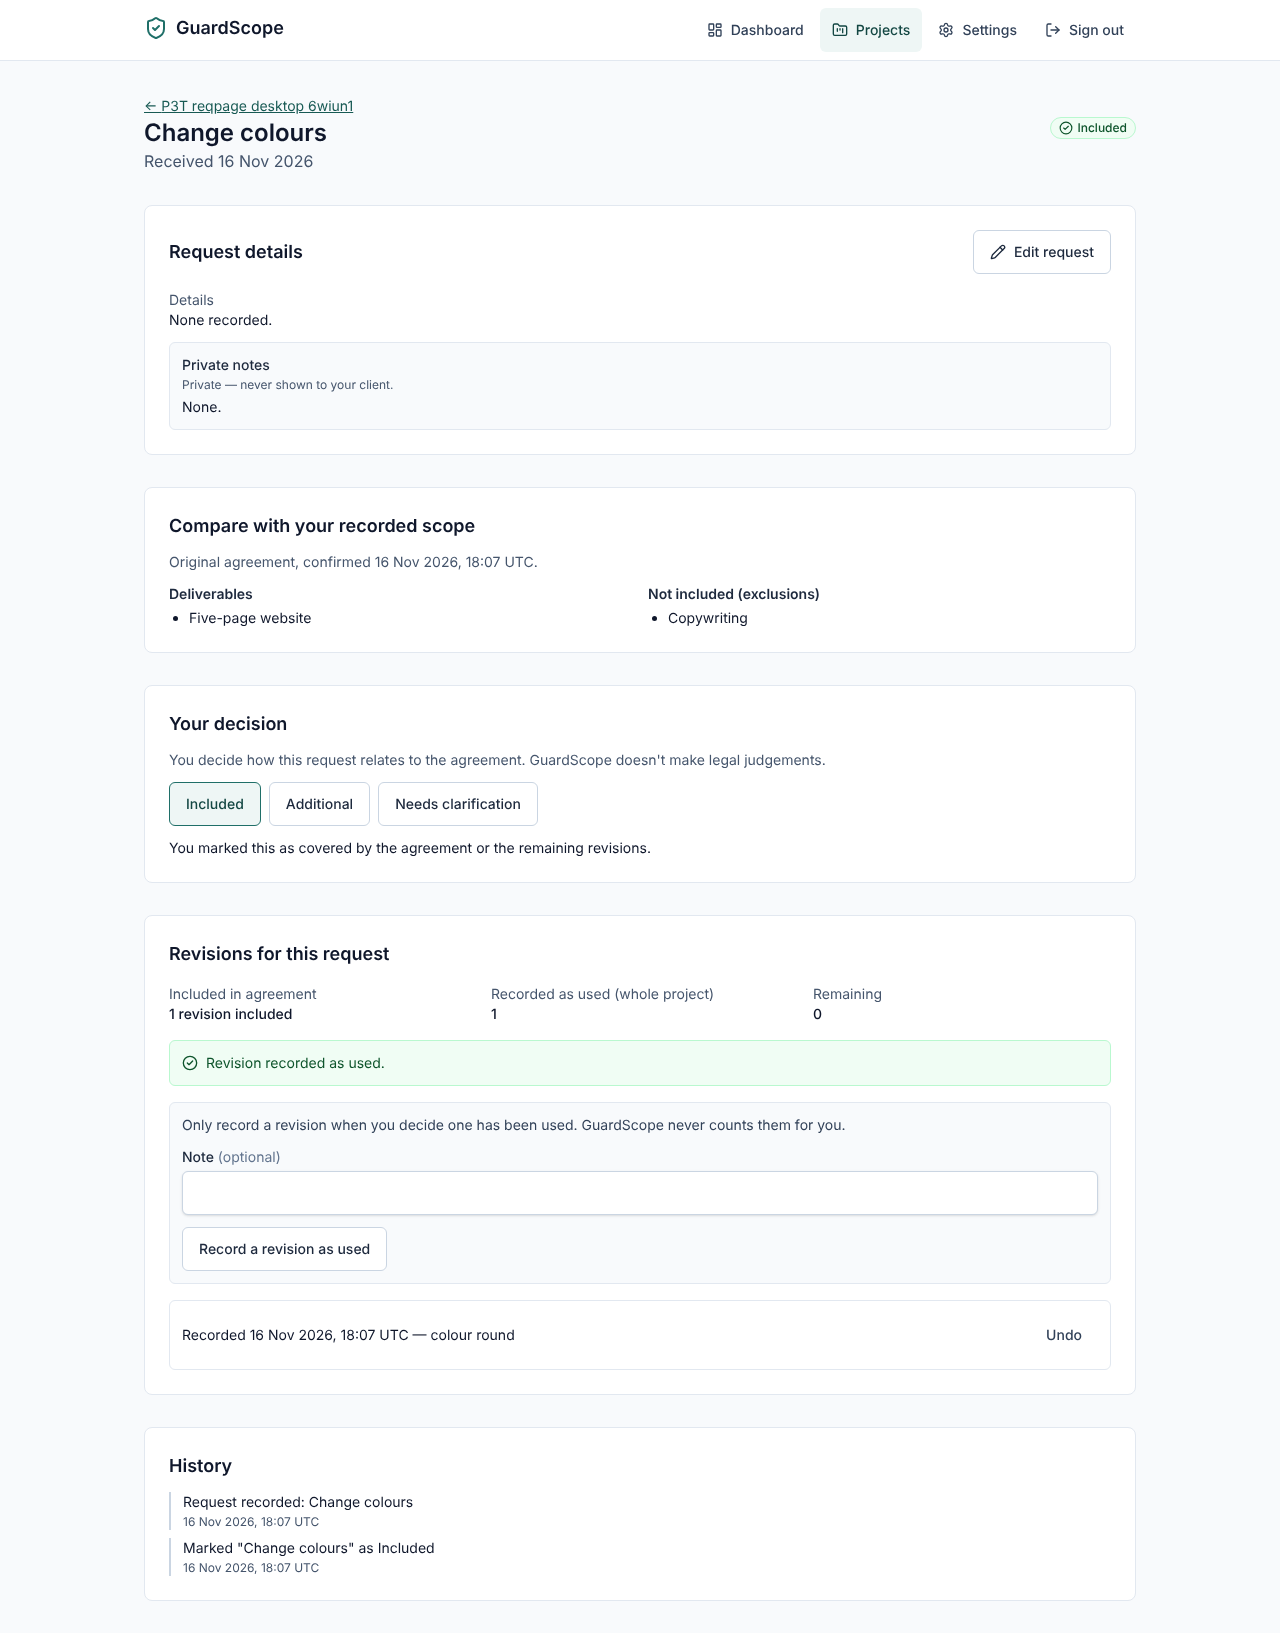 GuardScope
Dashboard
Projects
Settings
Sign out
← P3T reqpage desktop 6wiun1
Change colours
Included
Received 16 Nov 2026
Request details
Edit request
Details
None recorded.
Private notes
Private — never shown to your client.
None.
Compare with your recorded scope
Original agreement, confirmed 16 Nov 2026, 18:07 UTC.
Deliverables
• Five-page website
Not included (exclusions)
• Copywriting
Your decision
You decide how this request relates to the agreement. GuardScope doesn't make legal judgements.
Included
Additional
Needs clarification
You marked this as covered by the agreement or the remaining revisions.
Revisions for this request
Included in agreement
1 revision included
Recorded as used (whole project)
1
Remaining
0
Revision recorded as used.
Only record a revision when you decide one has been used. GuardScope never counts them for you.
Note (optional)
Record a revision as used
Recorded 16 Nov 2026, 18:07 UTC — colour round
Undo
History
Request recorded: Change colours
16 Nov 2026, 18:07 UTC
Marked "Change colours" as Included
16 Nov 2026, 18:07 UTC